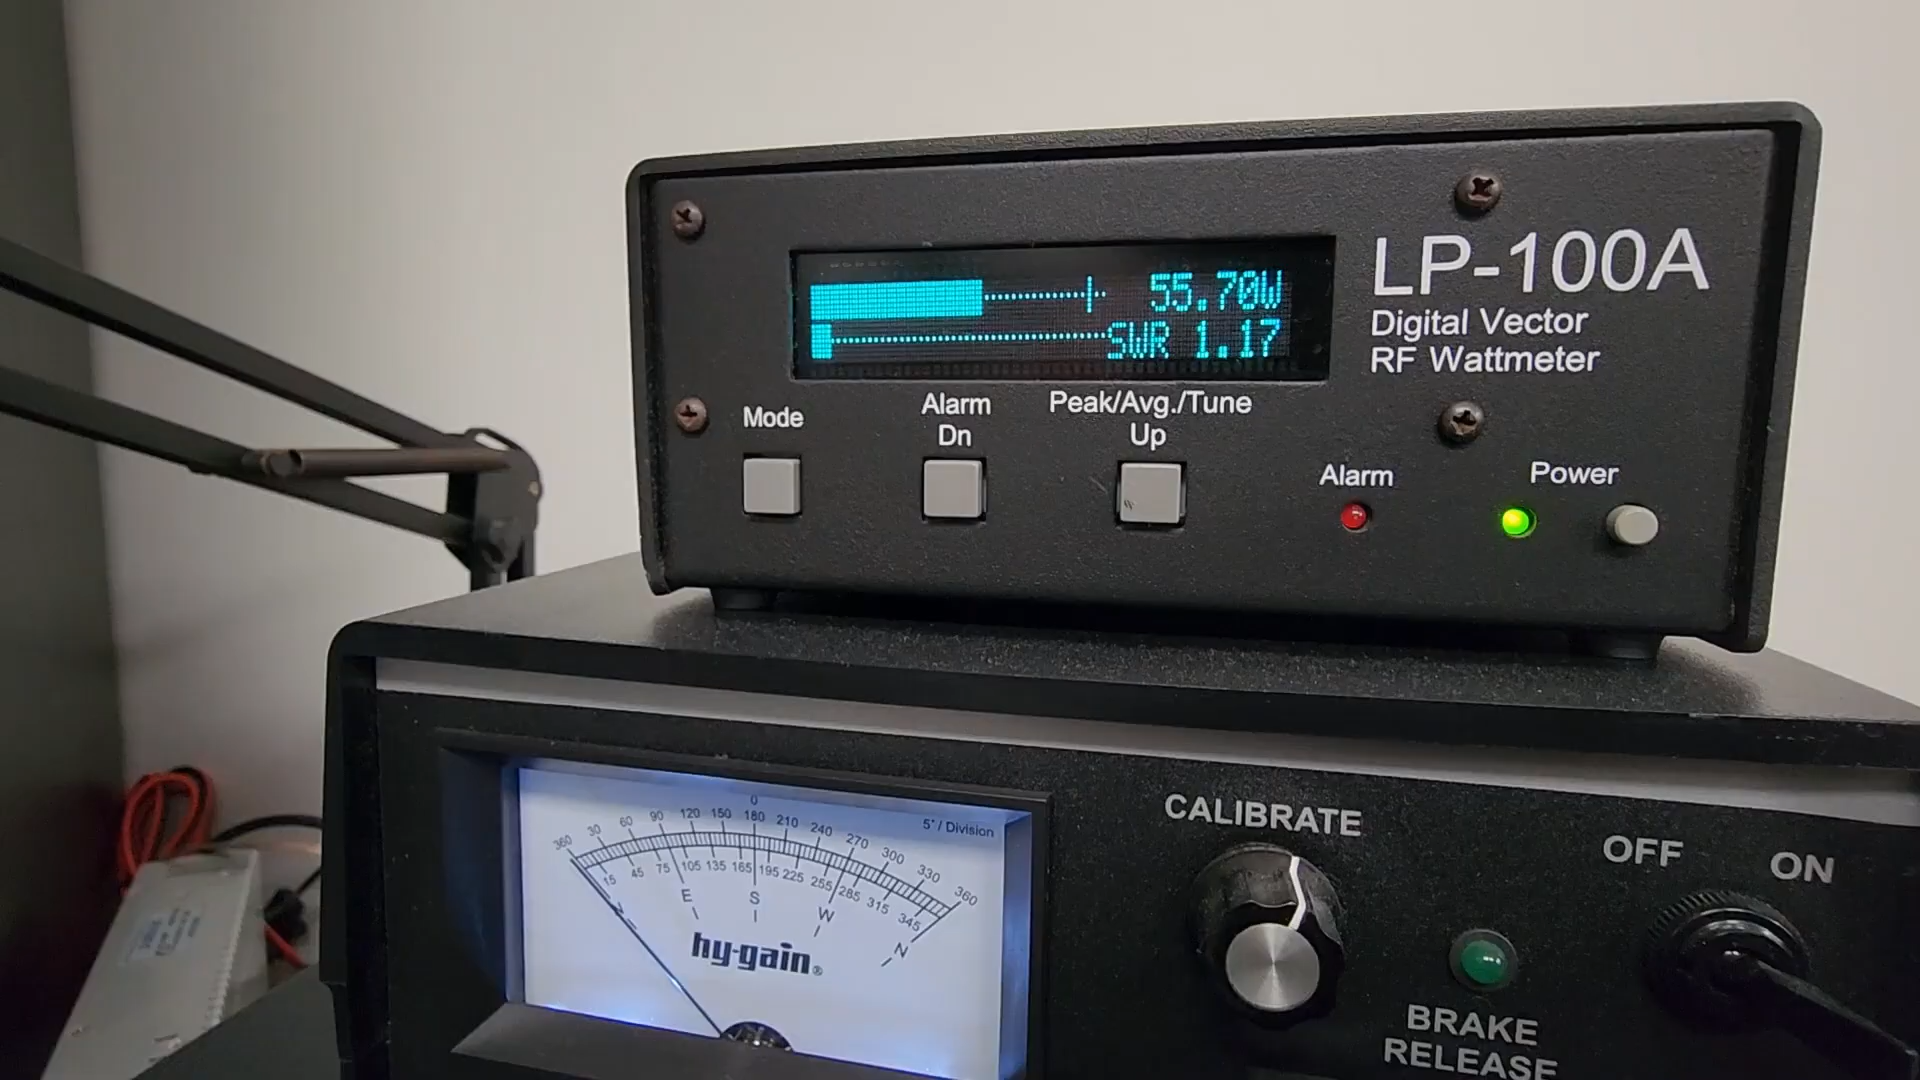 55.70W
SWR 1.17
LP-100A
Digital Vector
RF Wattmeter
Mode
Alarm
Dn
Peak/Avg./Tune
Up
Alarm
Power
0
360 30 60 90 120 150 180 210 240 270 300 330 360
5°/Division
15 45 75 105 135 165 195 225 255 285 315 345
N E S W N
hy-gain®
CALIBRATE
OFF
ON
BRAKE
RELEASE